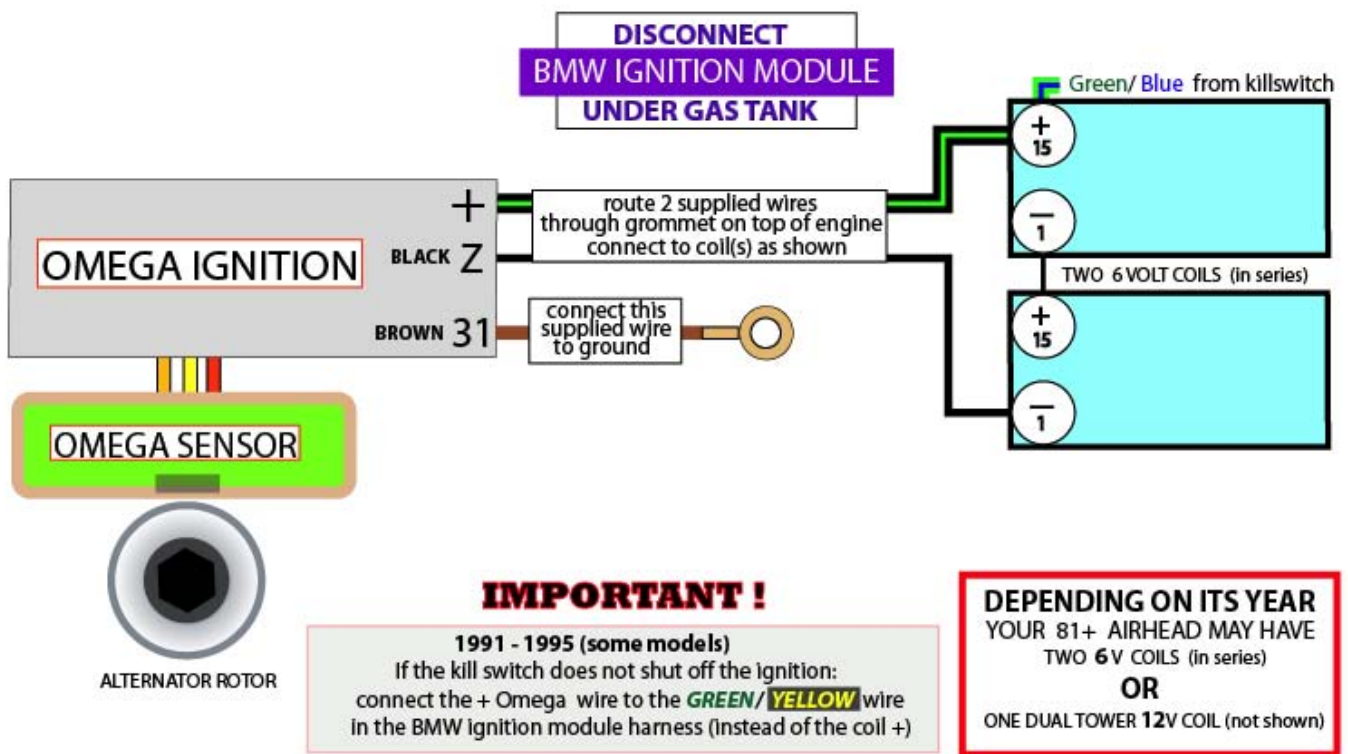 DISCONNECT
BMW IGNITION MODULE
UNDER GAS TANK
Green/ Blue from killswitch
+
15
−
1
TWO 6 VOLT COILS (in series)
+
15
−
1
OMEGA IGNITION
+
BLACK Z
BROWN 31
route 2 supplied wires
through grommet on top of engine
connect to coil(s) as shown
connect this
supplied wire
to ground
OMEGA SENSOR
ALTERNATOR ROTOR
IMPORTANT !
1991 - 1995 (some models)
If the kill switch does not shut off the ignition:
connect the + Omega wire to the GREEN/ YELLOW wire
in the BMW ignition module harness (instead of the coil +)
DEPENDING ON ITS YEAR
YOUR 81+ AIRHEAD MAY HAVE
TWO 6 V COILS (in series)
OR
ONE DUAL TOWER 12V COIL (not shown)